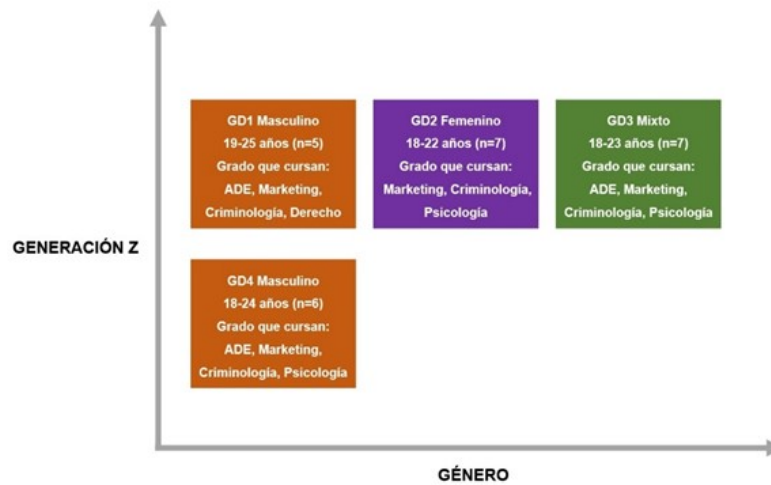 GD1 Masculino
19-25 años (n=5)
Grado que cursan:
ADE, Marketing,
Criminología, Derecho
GD2 Femenino
18-22 años (n=7)
Grado que cursan:
Marketing, Criminología,
Psicología
GD3 Mixto
18-23 años (n=7)
Grado que cursan:
ADE, Marketing,
Criminología, Psicología
GENERACIÓN Z
GD4 Masculino
18-24 años (n=6)
Grado que cursan:
ADE, Marketing,
Criminología, Psicología
GÉNERO